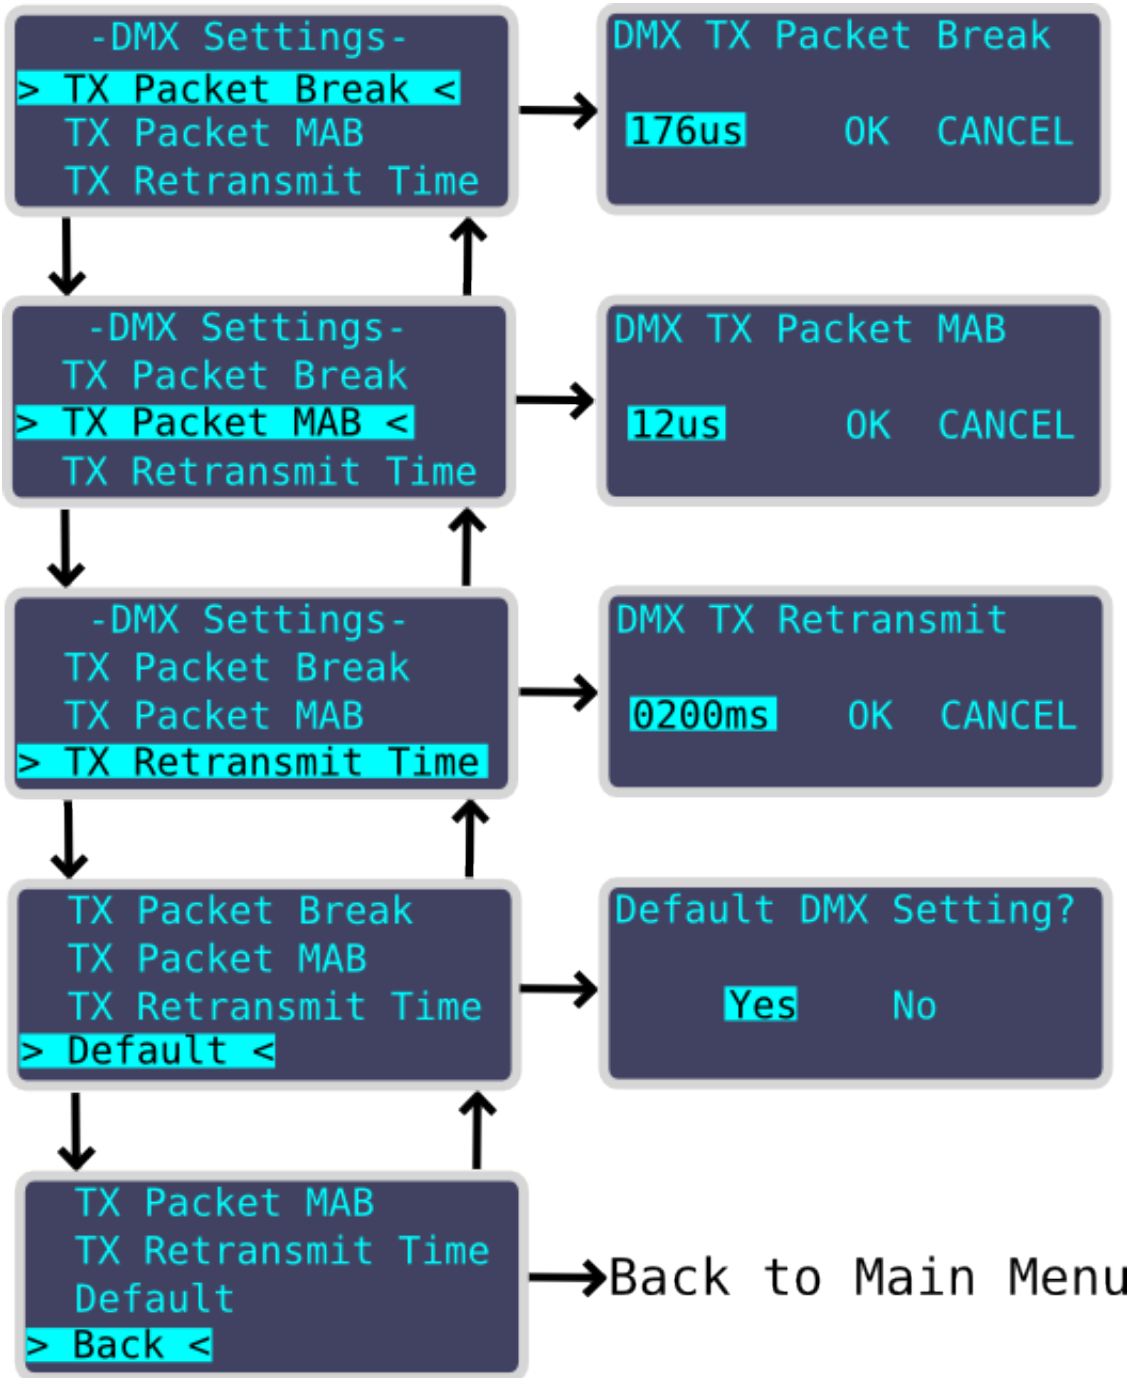 -DMX Settings-
> TX Packet Break <
TX Packet MAB
TX Retransmit Time
DMX TX Packet Break
176us OK CANCEL
-DMX Settings-
TX Packet Break
> TX Packet MAB <
TX Retransmit Time
DMX TX Packet MAB
12us OK CANCEL
-DMX Settings-
TX Packet Break
TX Packet MAB
> TX Retransmit Time
DMX TX Retransmit
0200ms OK CANCEL
TX Packet Break
TX Packet MAB
TX Retransmit Time
> Default <
Default DMX Setting?
Yes No
TX Packet MAB
TX Retransmit Time
Default
> Back <
Back to Main Menu